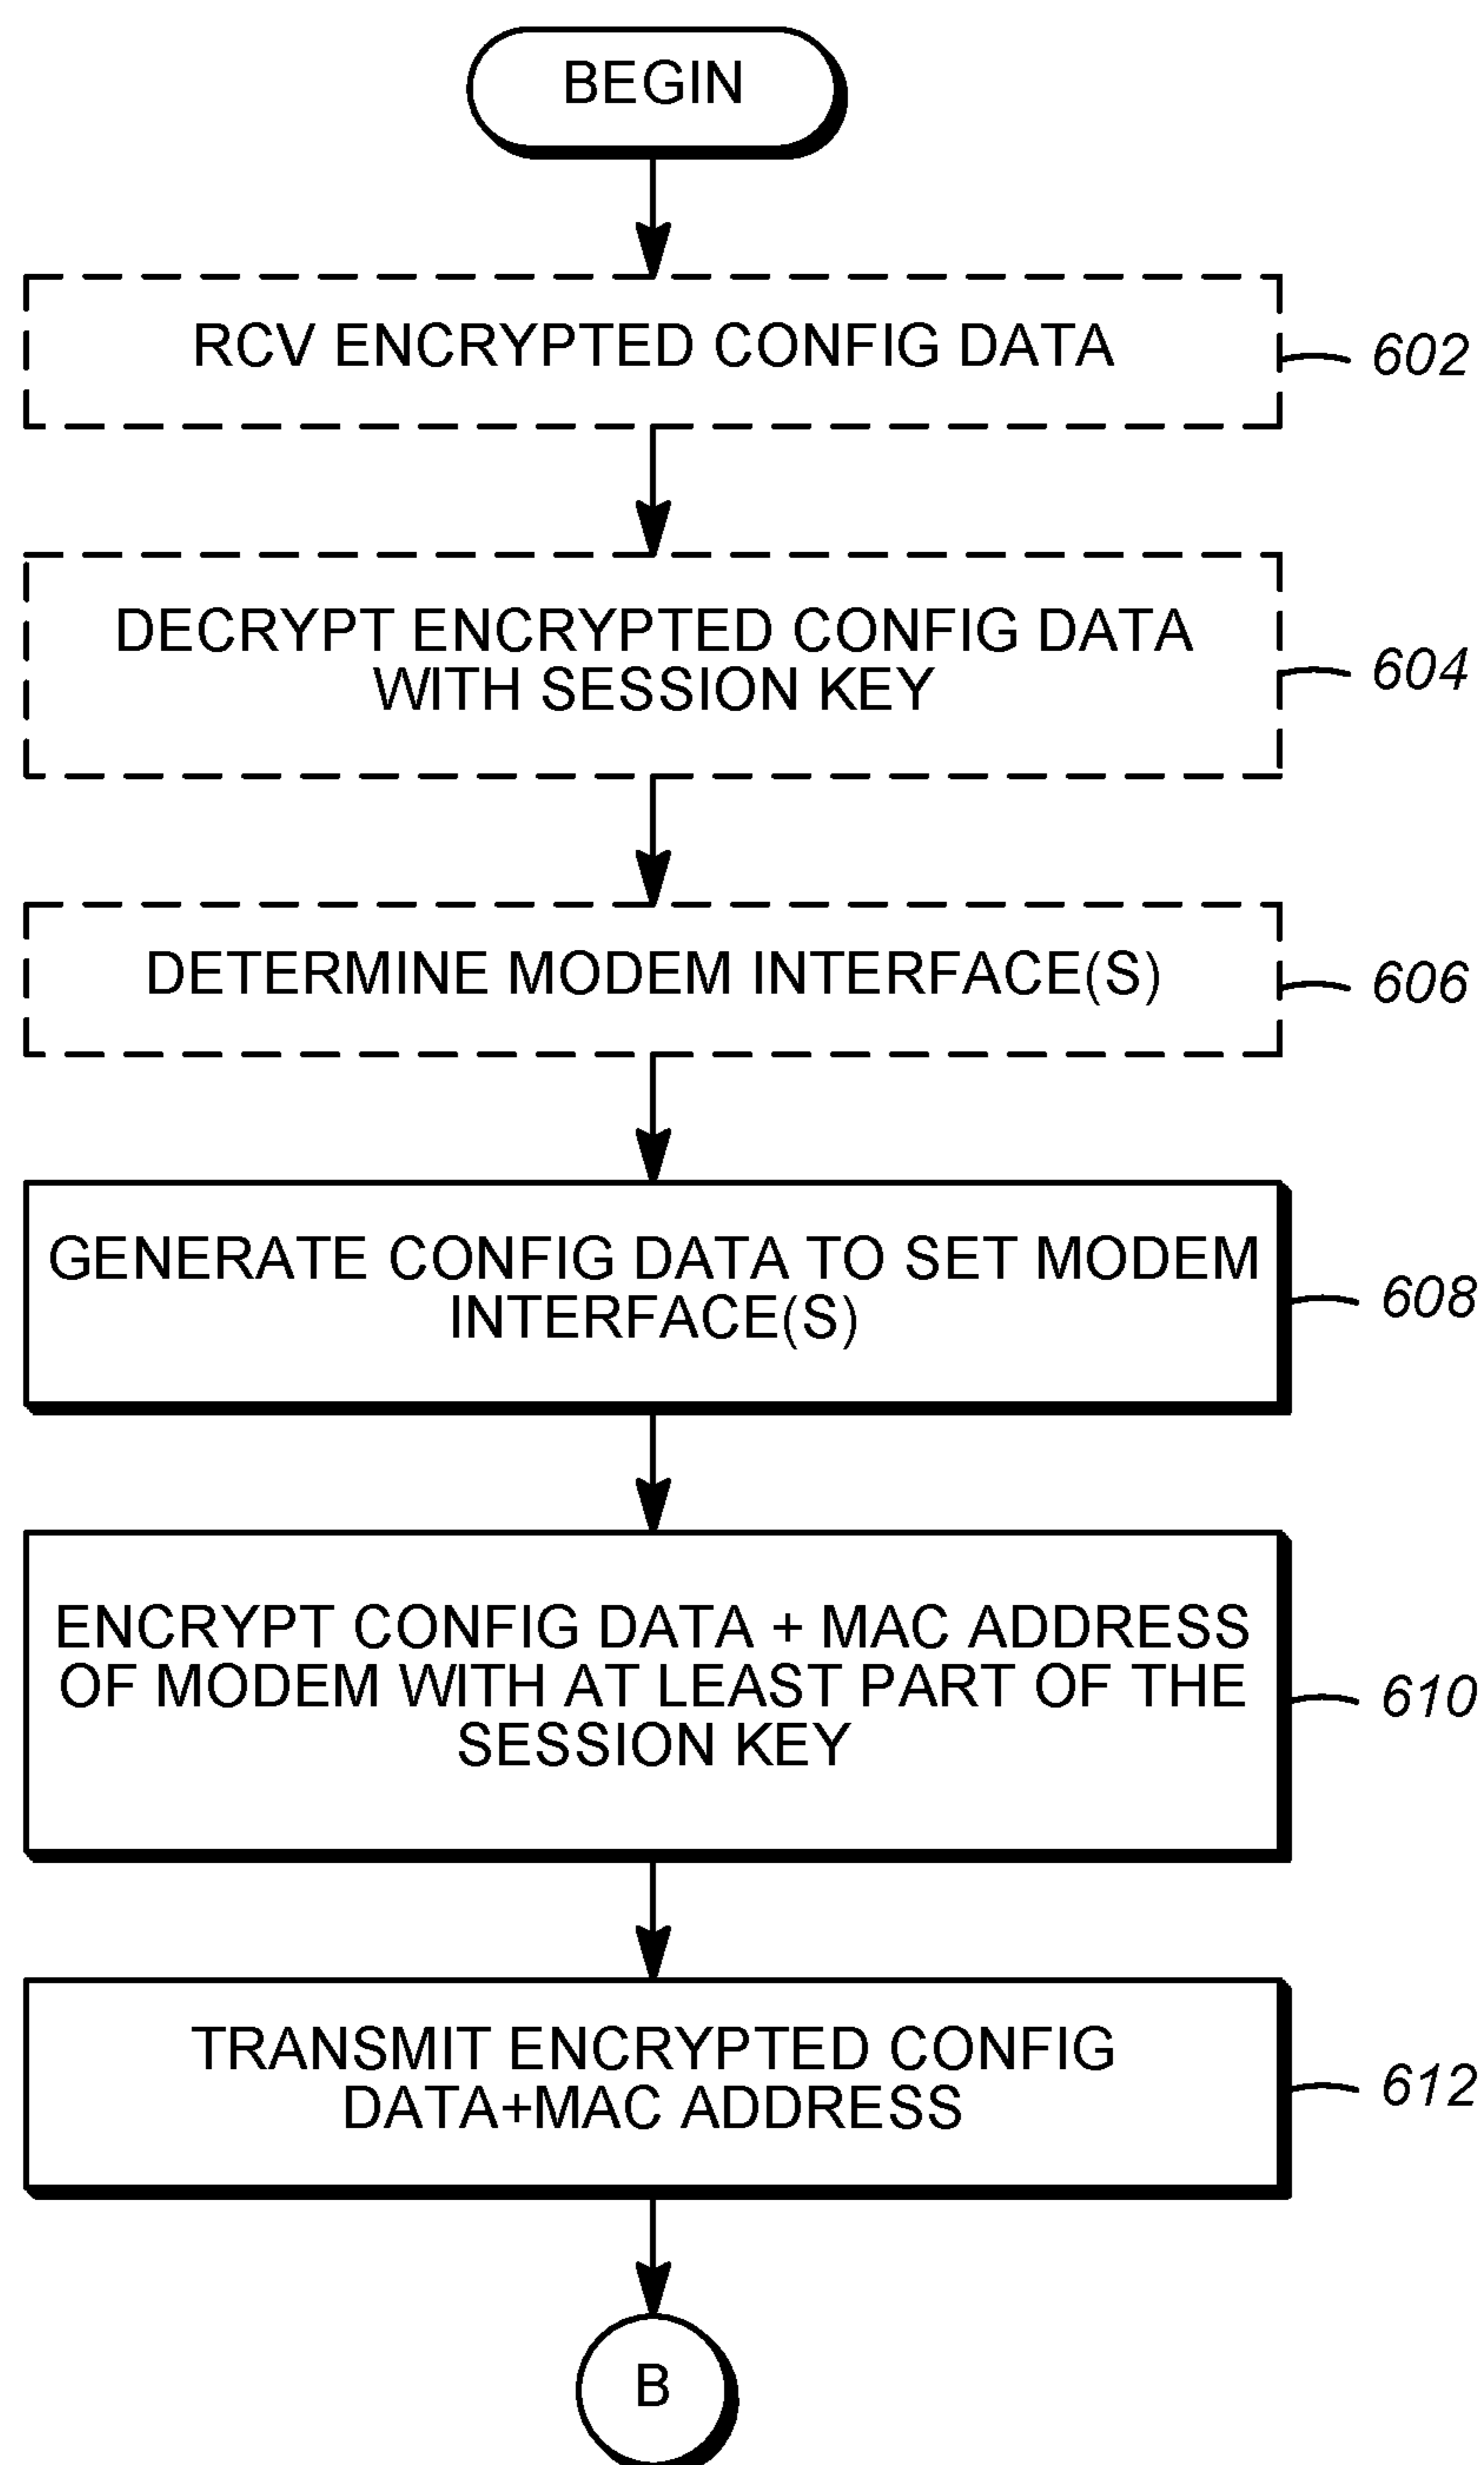 BEGIN
RCV ENCRYPTED CONFIG DATA
602
DECRYPT ENCRYPTED CONFIG DATA
WITH SESSION KEY
604
DETERMINE MODEM INTERFACE(S)
606
GENERATE CONFIG DATA TO SET MODEM
INTERFACE(S)
608
ENCRYPT CONFIG DATA + MAC ADDRESS
OF MODEM WITH AT LEAST PART OF THE
SESSION KEY
610
TRANSMIT ENCRYPTED CONFIG
DATA+MAC ADDRESS
612
B